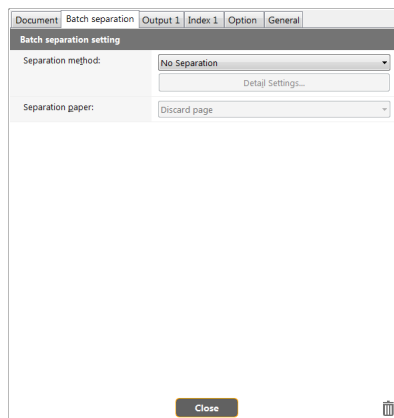 Document Batch separation Output 1 Index 1 Option General
Batch separation setting
Separation method: No Separation
Detail Settings...
Separation paper: Discard page
Close